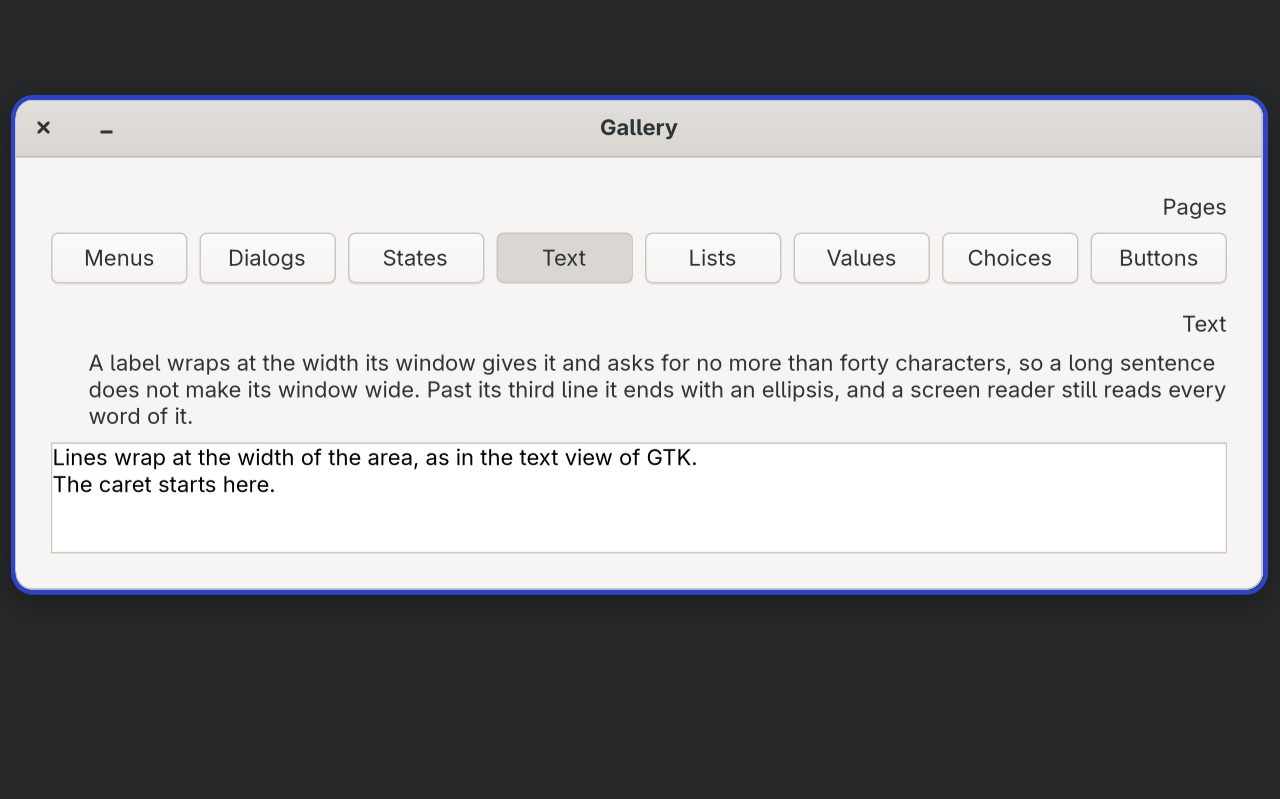 Gallery
Pages
Menus Dialogs States Text Lists Values Choices Buttons
Text
A label wraps at the width its window gives it and asks for no more than forty characters, so a long sentence
does not make its window wide. Past its third line it ends with an ellipsis, and a screen reader still reads every
word of it.
Lines wrap at the width of the area, as in the text view of GTK.
The caret starts here.